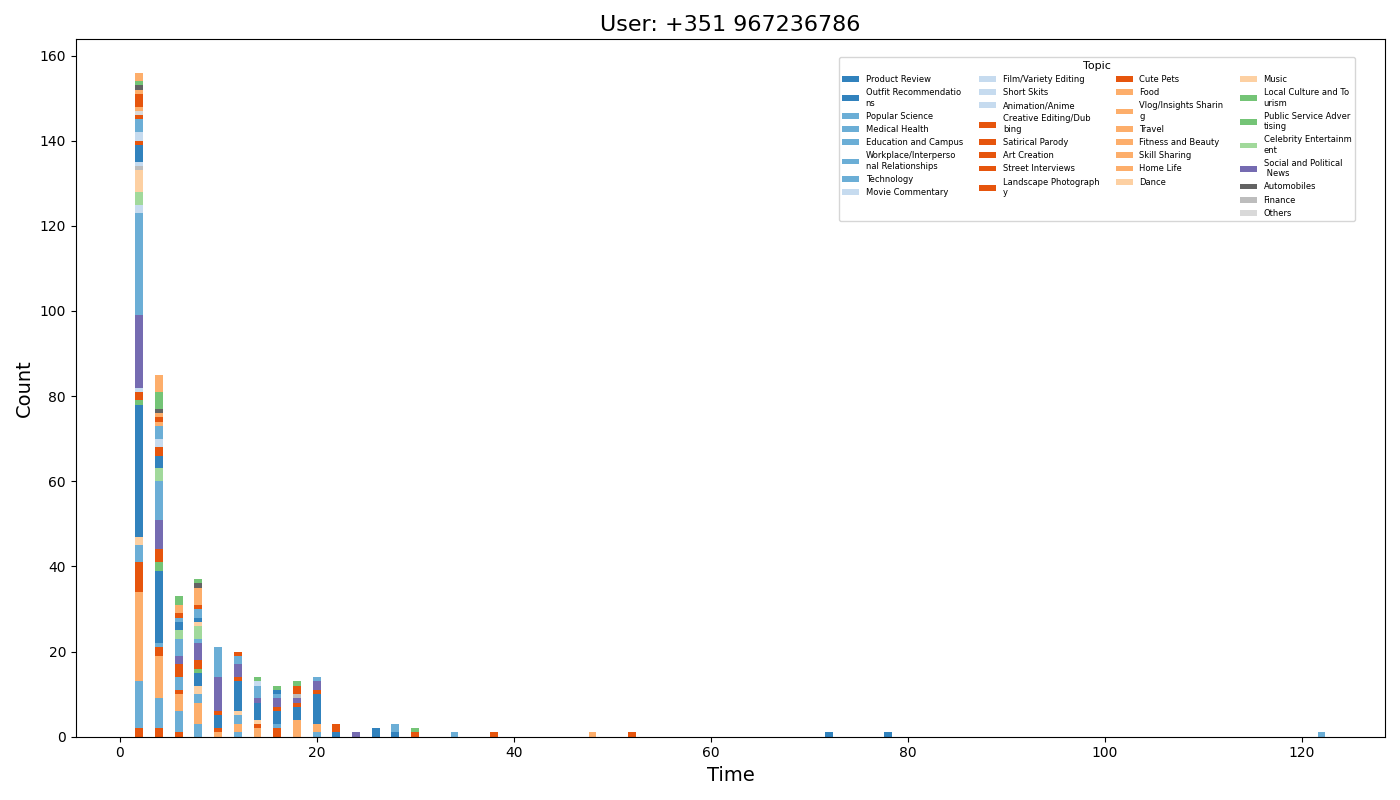 User: +351 967236786
160
140
120
100
80
60
40
20
0
Count
0 20 40 60 80 100 120
Time
Topic
Product Review
Outfit Recommendatio
ns
Popular Science
Medical Health
Education and Campus
Workplace/Interperso
nal Relationships
Technology
Movie Commentary
Film/Variety Editing
Short Skits
Animation/Anime
Creative Editing/Dub
bing
Satirical Parody
Art Creation
Street Interviews
Landscape Photograph
y
Cute Pets
Food
Vlog/Insights Sharin
g
Travel
Fitness and Beauty
Skill Sharing
Home Life
Dance
Music
Local Culture and To
urism
Public Service Adver
tising
Celebrity Entertainm
ent
Social and Political
News
Automobiles
Finance
Others